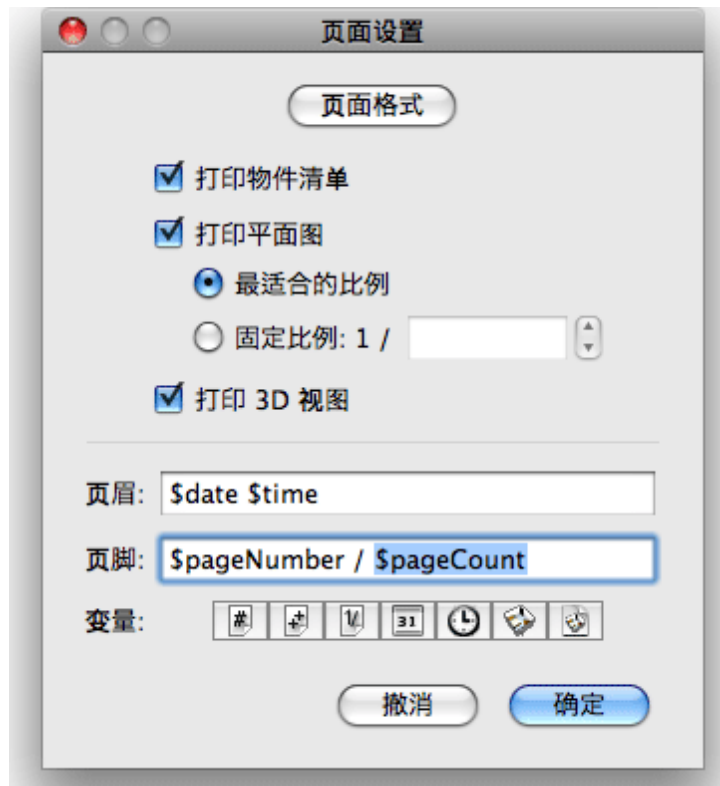 页面设置
页面格式
打印物件清单
打印平面图
最适合的比例
固定比例: 1 /
打印 3D 视图
页眉: $date $time
页脚: $pageNumber / $pageCount
变量: # 1/ 31
撤消 确定